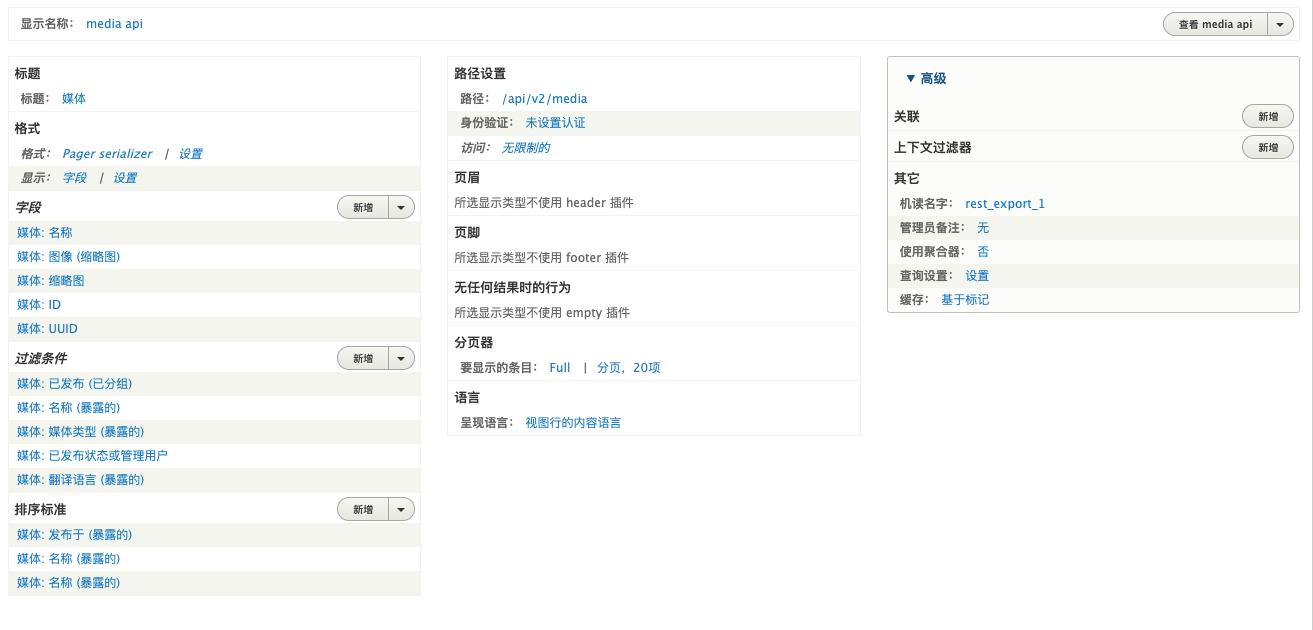 显示名称： media api
查看 media api
标题
标题： 媒体
格式
格式： Pager serializer | 设置
显示： 字段 | 设置
字段
新增
媒体: 名称
媒体: 图像 (缩略图)
媒体: 缩略图
媒体: ID
媒体: UUID
过滤条件
新增
媒体: 已发布 (已分组)
媒体: 名称 (暴露的)
媒体: 媒体类型 (暴露的)
媒体: 已发布状态或管理用户
媒体: 翻译语言 (暴露的)
排序标准
新增
媒体: 发布于 (暴露的)
媒体: 名称 (暴露的)
媒体: 名称 (暴露的)
路径设置
路径： /api/v2/media
身份验证： 未设置认证
访问： 无限制的
页眉
所选显示类型不使用 header 插件
页脚
所选显示类型不使用 footer 插件
无任何结果时的行为
所选显示类型不使用 empty 插件
分页器
要显示的条目： Full | 分页，20项
语言
呈现语言： 视图行的内容语言
高级
关联
新增
上下文过滤器
新增
其它
机读名字： rest_export_1
管理员备注： 无
使用聚合器： 否
查询设置： 设置
缓存： 基于标记